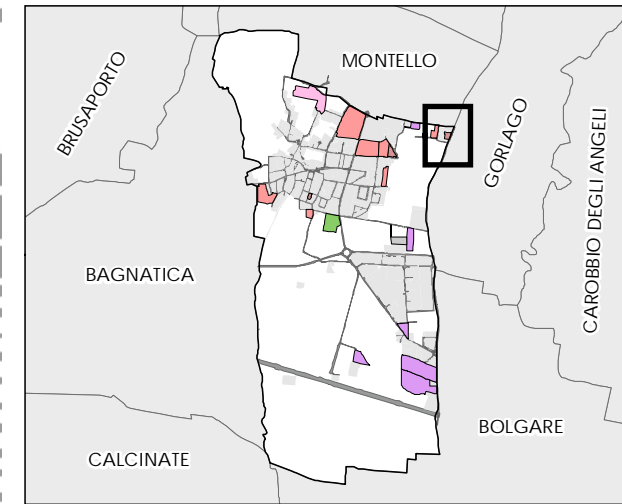 MONTELLO
BRUSAPORTO
GORLAGO
CAROBBIO DEGLI ANGELI
BAGNATICA
BOLGARE
CALCINATE